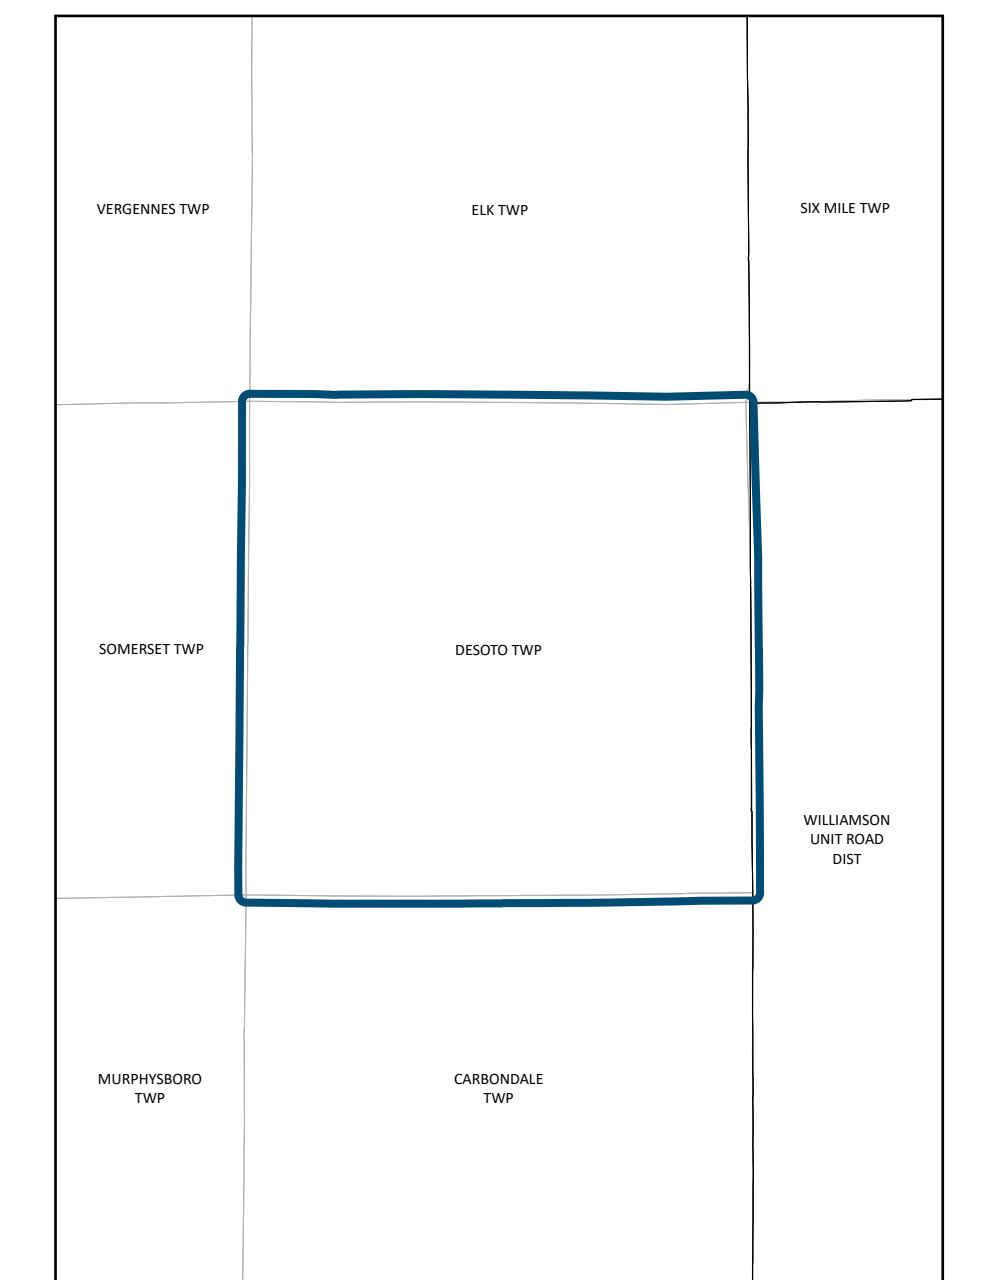 VERGENNES TWP
ELK TWP
SIX MILE TWP
SOMERSET TWP
DESOTO TWP
WILLIAMSON
UNIT ROAD
DIST
MURPHYSBORO
TWP
CARBONDALE
TWP